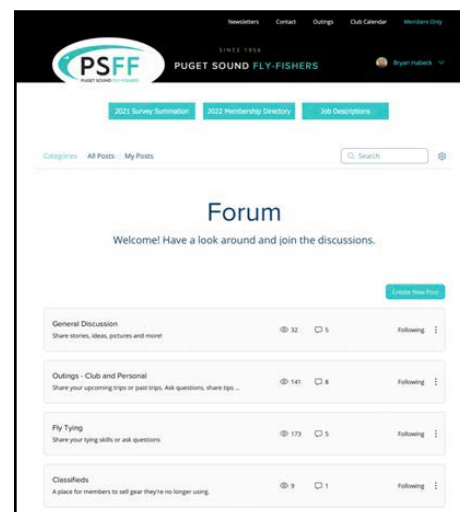 Newsletters Contact Outings Club Calendar Members Only
SINCE 1956
PSFF
PUGET SOUND FLY-FISHERS
PUGET SOUND FLY-FISHERS
Bryan Habeck
2021 Survey Summation 2022 Membership Directory Job Descriptions
Categories All Posts My Posts Search
Forum
Welcome! Have a look around and join the discussions.
Create New Post
General Discussion
Share stories, ideas, pictures and more!
32 5 Following
Outings - Club and Personal
Share your upcoming trips or past trips. Ask questions, share tips ...
141 8 Following
Fly Tying
Share your tying skills or ask questions
173 5 Following
Classifieds
A place for members to sell gear they're no longer using.
9 1 Following